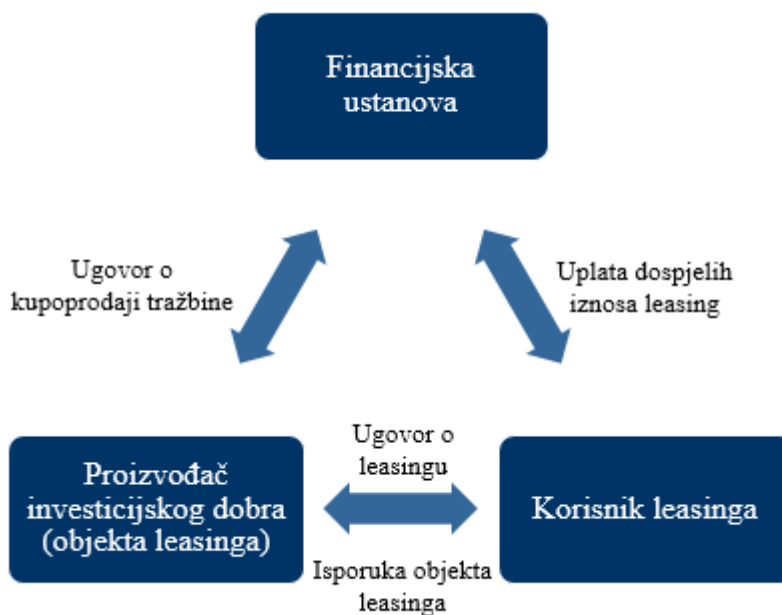 Financijska
ustanova
Ugovor o
kupoprodaji tražbine
Uplata dospjelih
iznosa leasing
Proizvođač
investicijskog dobra
(objekta leasinga)
Ugovor o
leasingu
Isporuka objekta
leasinga
Korisnik leasinga